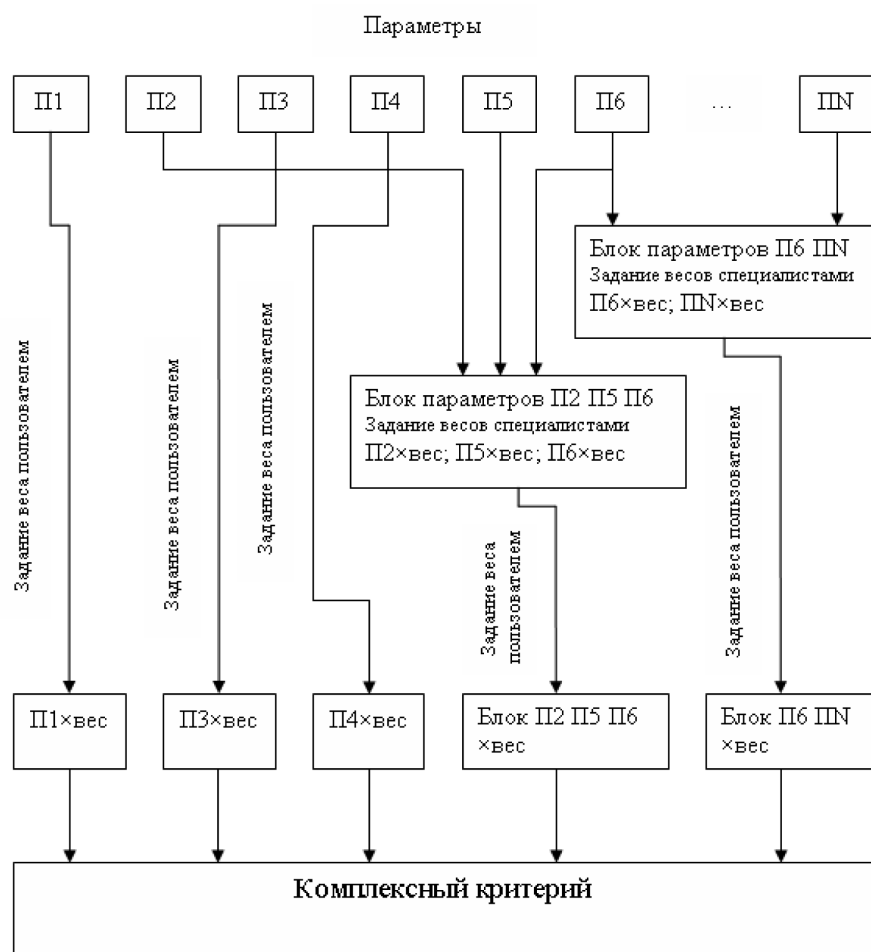 Параметры
П1
П2
П3
П4
П5
П6
...
ПN
Блок параметров П6 ПN
Задание весов специалистами
П6×вес; ПN×вес
Блок параметров П2 П5 П6
Задание весов специалистами
П2×вес; П5×вес; П6×вес
Задание веса пользователем
Задание веса пользователем
Задание веса пользователем
Задание веса
пользователем
Задание веса пользователем
П1×вес
П3×вес
П4×вес
Блок П2 П5 П6
×вес
Блок П6 ПN
×вес
Комплексный критерий